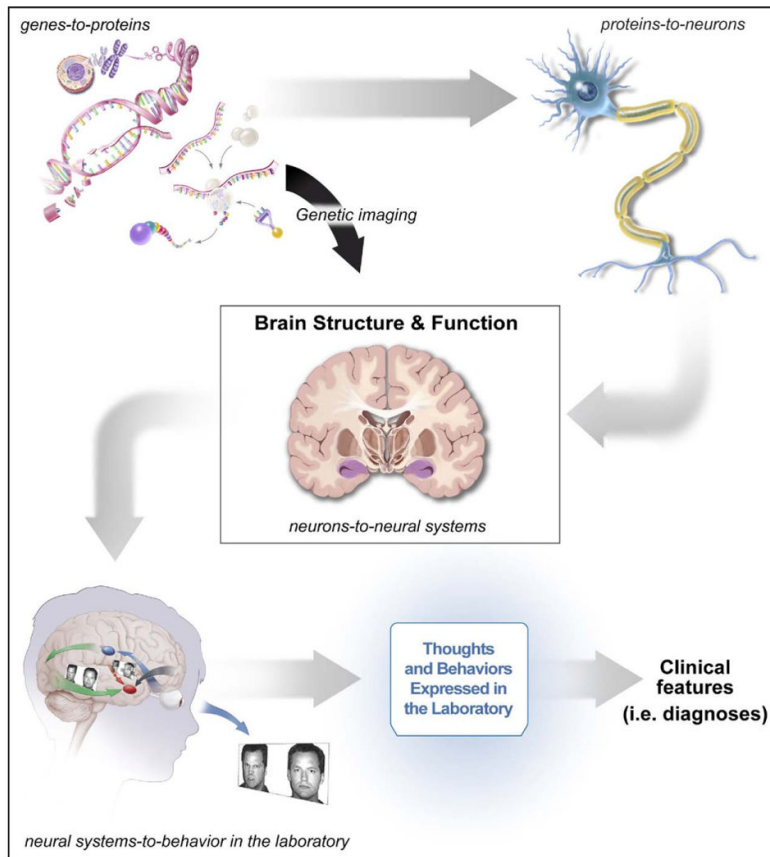 genes-to-proteins
proteins-to-neurons
Genetic imaging
Brain Structure & Function
neurons-to-neural systems
Thoughts
and Behaviors
Expressed in
the Laboratory
Clinical
features
(i.e. diagnoses)
neural systems-to-behavior in the laboratory